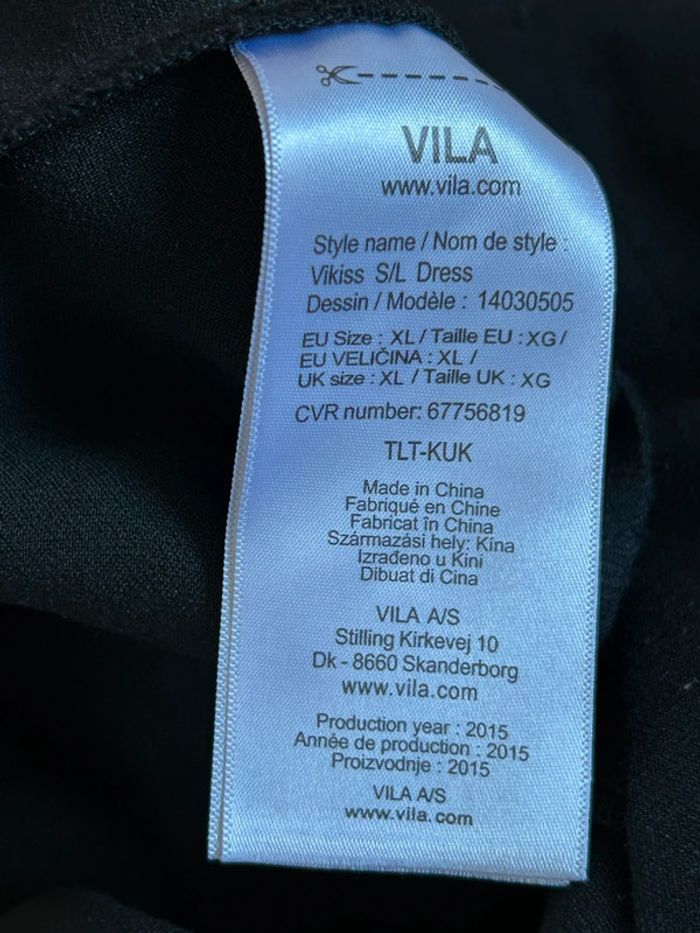 VILA
www.vila.com
Style name / Nom de style :
Vikiss S/L Dress
Dessin / Modèle : 14030505
EU Size : XL / Taille EU : XG /
EU VELIČINA : XL /
UK size : XL / Taille UK : XG
CVR number: 67756819
TLT-KUK
Made in China
Fabriqué en Chine
Fabricat în China
Származási hely: Kína
Izrađeno u Kini
Dibuat di Cina
VILA A/S
Stilling Kirkevej 10
Dk - 8660 Skanderborg
www.vila.com
Production year : 2015
Année de production : 2015
Proizvodnje : 2015
VILA A/S
www.vila.com